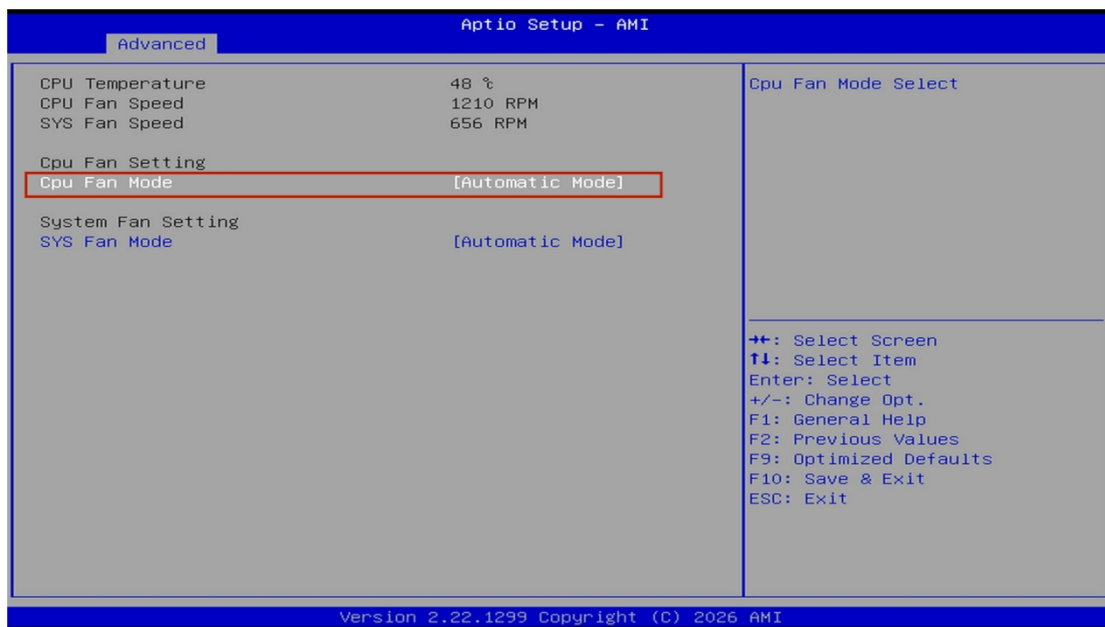 Aptio Setup – AMI
Advanced
CPU Temperature 48 ℃
CPU Fan Speed 1210 RPM
SYS Fan Speed 656 RPM
Cpu Fan Setting
Cpu Fan Mode [Automatic Mode]
System Fan Setting
SYS Fan Mode [Automatic Mode]
Cpu Fan Mode Select
→←: Select Screen
↑↓: Select Item
Enter: Select
+/-: Change Opt.
F1: General Help
F2: Previous Values
F9: Optimized Defaults
F10: Save & Exit
ESC: Exit
Version 2.22.1299 Copyright (C) 2026 AMI